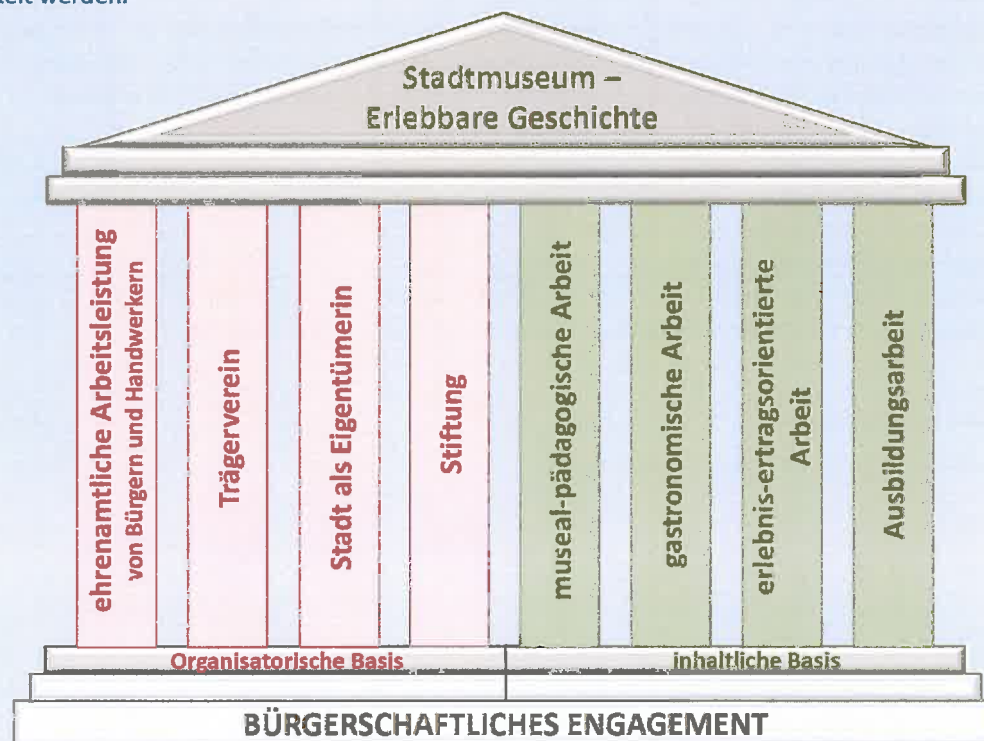 werden.
Stadtmuseum –
Erlebbare Geschichte
ehrenamtliche Arbeitsleistung
von Bürgern und Handwerkern
Trägerverein
Stadt als Eigentümerin
Stiftung
museal-pädagogische Arbeit
gastronomische Arbeit
erlebnis-ertragsorientierte
Arbeit
Ausbildungsarbeit
Organisatorische Basis
inhaltliche Basis
BÜRGERSCHAFTLICHES ENGAGEMENT